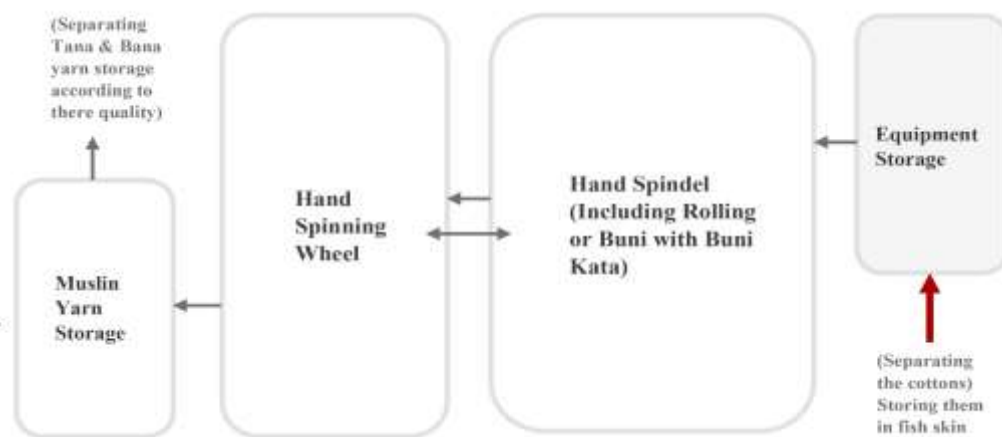 (Separating
Tana & Bana
yarn storage
according to
there quality)
Muslin
Yarn
Storage
Hand
Spinning
Wheel
Hand Spindel
(Including Rolling
or Buni with Buni
Kata)
Equipment
Storage
(Separating
the cottons)
Storing them
in fish skin